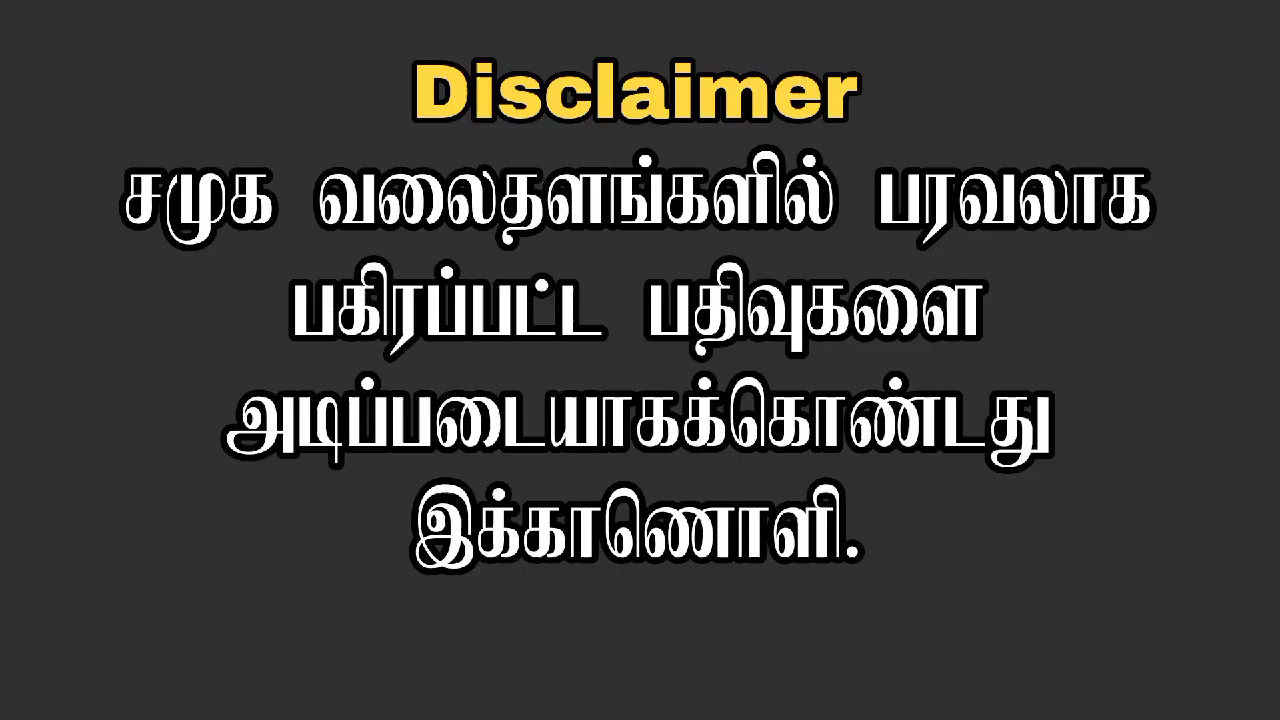 Disclaimer
சமுக வலைதளங்களில் பரவலாக
பகிரப்பட்ட பதிவுகளை
அடிப்படையாகக்கொண்டது
இக்காணொளி.